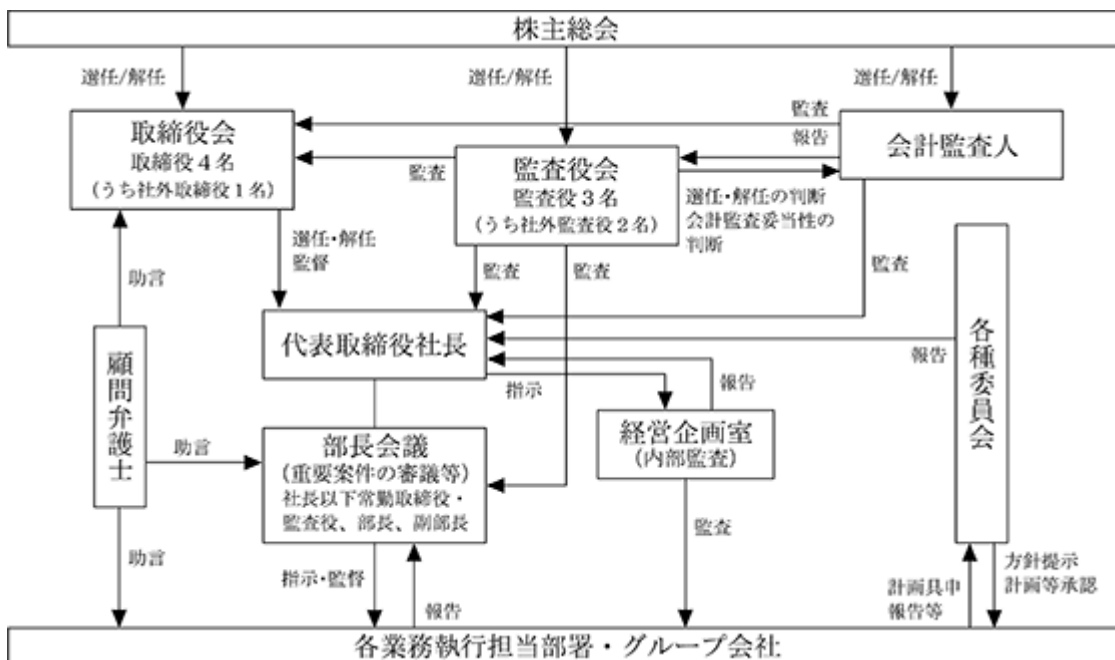 株主総会
選任/解任
選任/解任
選任/解任
取締役会
取締役4名
(うち社外取締役1名)
監査
報告
会計監査人
監査
監査役会
監査役3名
(うち社外監査役2名)
選任・解任の判断
会計監査妥当性の
判断
選任・解任
監督
助言
監査
監査
監査
代表取締役社長
報告
各種委員会
指示
報告
顧問弁護士
助言
部長会議
(重要案件の審議等)
社長以下常勤取締役・
監査役、部長、副部長
経営企画室
(内部監査)
監査
助言
指示・監督
報告
計画具申
報告等
方針提示
計画等承認
各業務執行担当部署・グループ会社